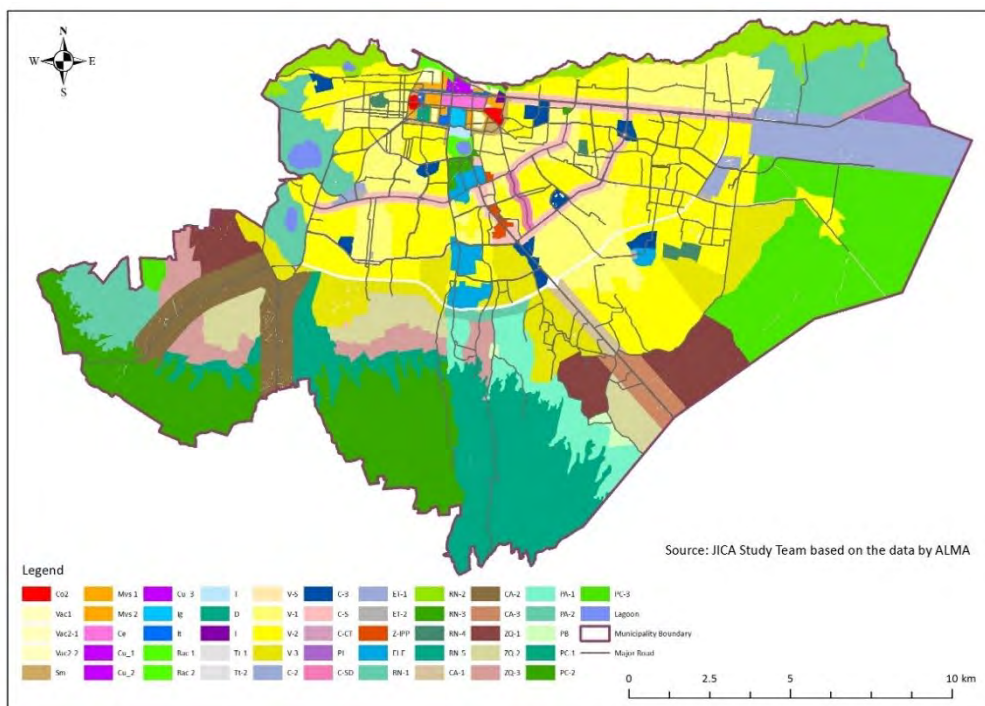 N
W E
S
Source: JICA Study Team based on the data by ALMA
Legend
Co2 Mvs 1 Cu_3 V-5 C-3 ET-1 RN-2 CA-2 PA-1 PC-3
Vac1 Mvs 2 Ig D V-1 C-5 ET-2 CA-3 PA-2 Lagoon
Vac2-1 Ce It I V-2 C-CT Z-IPP RN-4 ZQ-1 PB Municipality Boundary
Vac2-2 Cu_1 Rac 1 Tt-1 V-3 PI RN-5 ZQ-2 PC-1 Major Road
Sm Cu_2 Rac 2 Tt-2 C-2 C-SD RN-1 CA-1 ZQ-3 PC-2
0 2.5 5 10 km